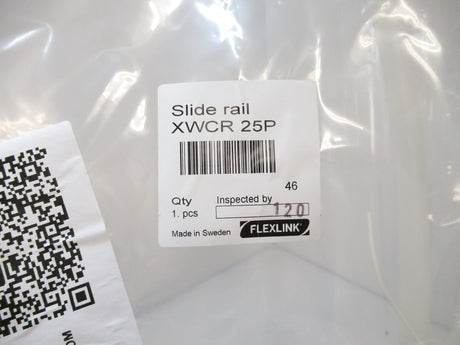 Slide rail
XWCR 25P
46
Qty Inspected by
1. pcs 120
Made in Sweden FLEXLINK